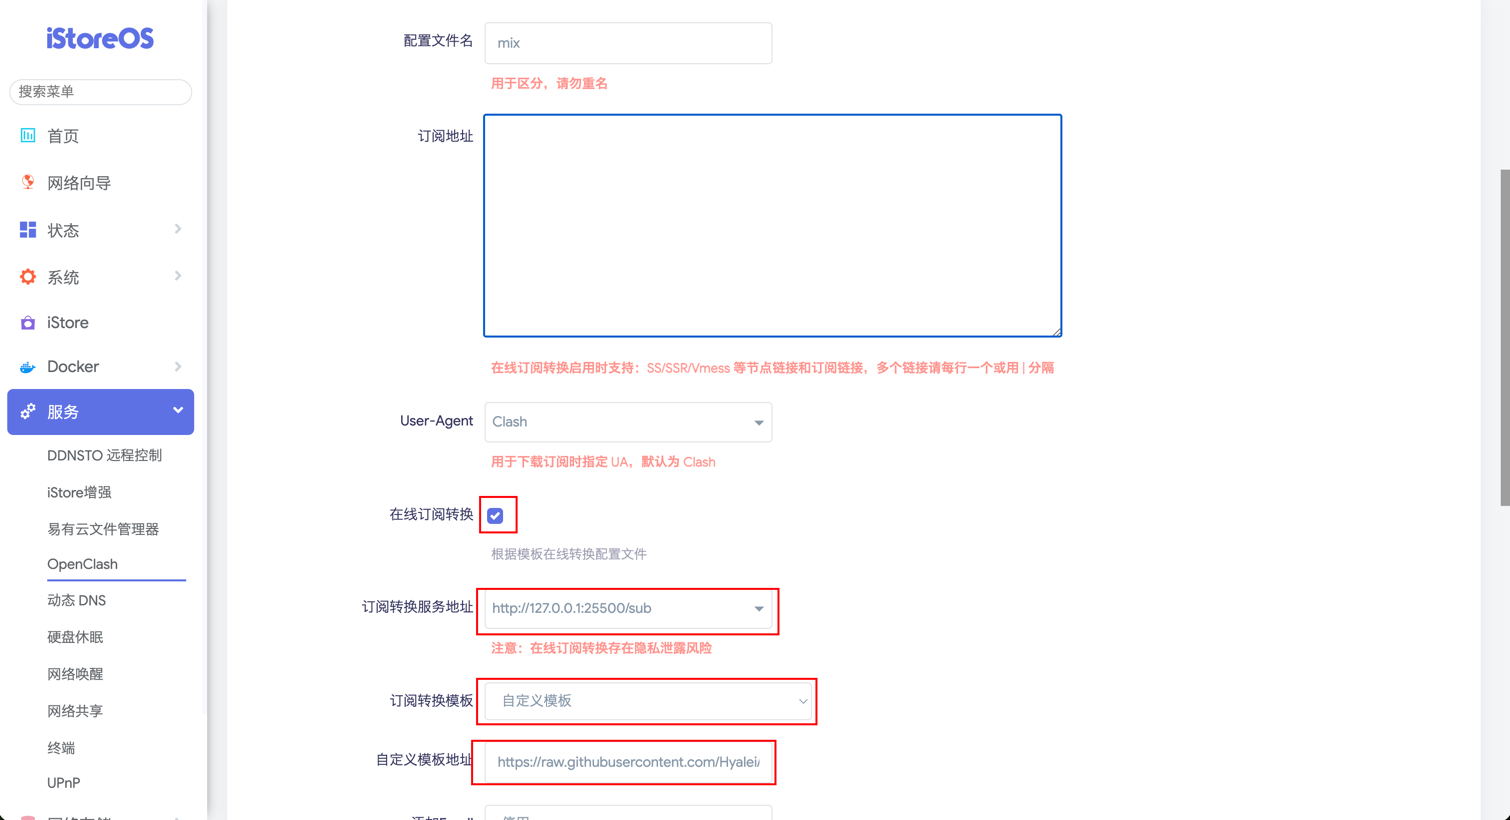 iStoreOS
搜索菜单
首页
网络向导
状态
系统
iStore
Docker
服务
DDNSTO 远程控制
iStore增强
易有云文件管理器
OpenClash
动态 DNS
硬盘休眠
网络唤醒
网络共享
终端
UPnP
配置文件名
mix
用于区分，请勿重名
订阅地址
在线订阅转换启用时支持：SS/SSR/Vmess 等节点链接和订阅链接，多个链接请每行一个或用 | 分隔
User-Agent
Clash
用于下载订阅时指定 UA，默认为 Clash
在线订阅转换
根据模板在线转换配置文件
订阅转换服务地址
http://127.0.0.1:25500/sub
注意：在线订阅转换存在隐私泄露风险
订阅转换模板
自定义模板
自定义模板地址
https://raw.githubusercontent.com/Hyalei/